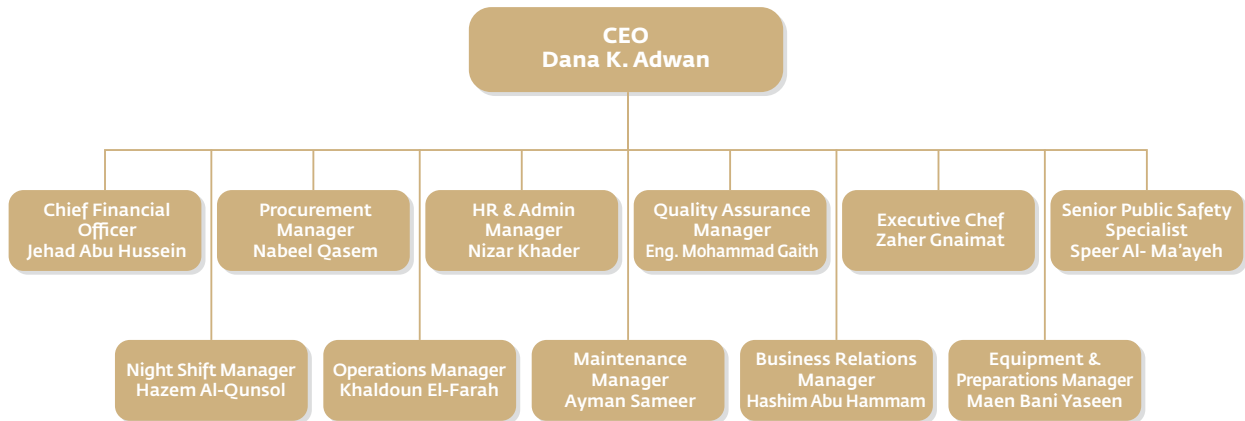 CEO
Dana K. Adwan
Chief Financial
Officer
Jehad Abu Hussein
Procurement
Manager
Nabeel Qasem
HR & Admin
Manager
Nizar Khader
Quality Assurance
Manager
Eng. Mohammad Gaith
Executive Chef
Zaher Gnaimat
Senior Public Safety
Specialist
Speer Al- Ma’ayeh
Night Shift Manager
Hazem Al-Qunsol
Operations Manager
Khaldoun El-Farah
Maintenance
Manager
Ayman Sameer
Business Relations
Manager
Hashim Abu Hammam
Equipment &
Preparations Manager
Maen Bani Yaseen